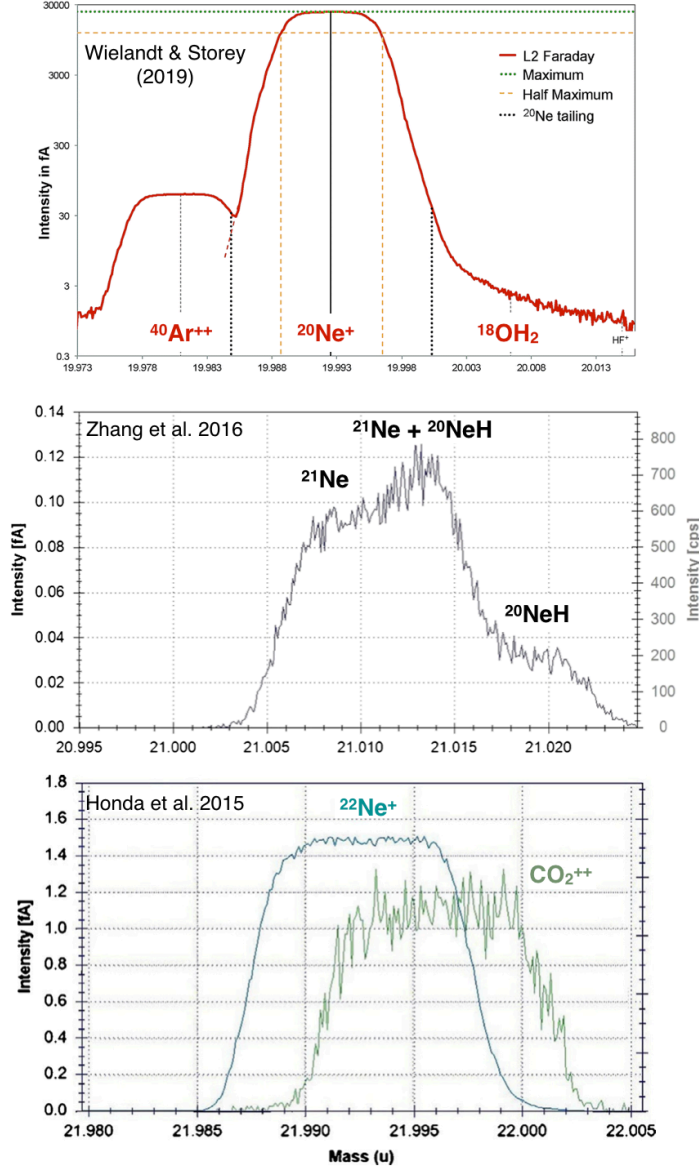 30000
Wielandt & Storey
(2019)
L2 Faraday
Maximum
Half Maximum
²⁰Ne tailing
3000
300
30
3
0.3
Intensity in fA
⁴⁰Ar⁺⁺
²⁰Ne⁺
¹⁸OH₂
HF⁺
19.973 19.978 19.983 19.988 19.993 19.998 20.003 20.008 20.013
Zhang et al. 2016
²¹Ne + ²⁰NeH
²¹Ne
²⁰NeH
0.14
0.12
0.10
0.08
0.06
0.04
0.02
0.00
Intensity [fA]
800
700
600
500
400
300
200
100
0
Intensity [cps]
20.995 21.000 21.005 21.010 21.015 21.020
Honda et al. 2015
²²Ne⁺
CO₂⁺⁺
1.8
1.6
1.4
1.2
1.0
0.8
0.6
0.4
0.2
0.0
Intensity [fA]
21.980 21.985 21.990 21.995 22.000 22.005
Mass (u)